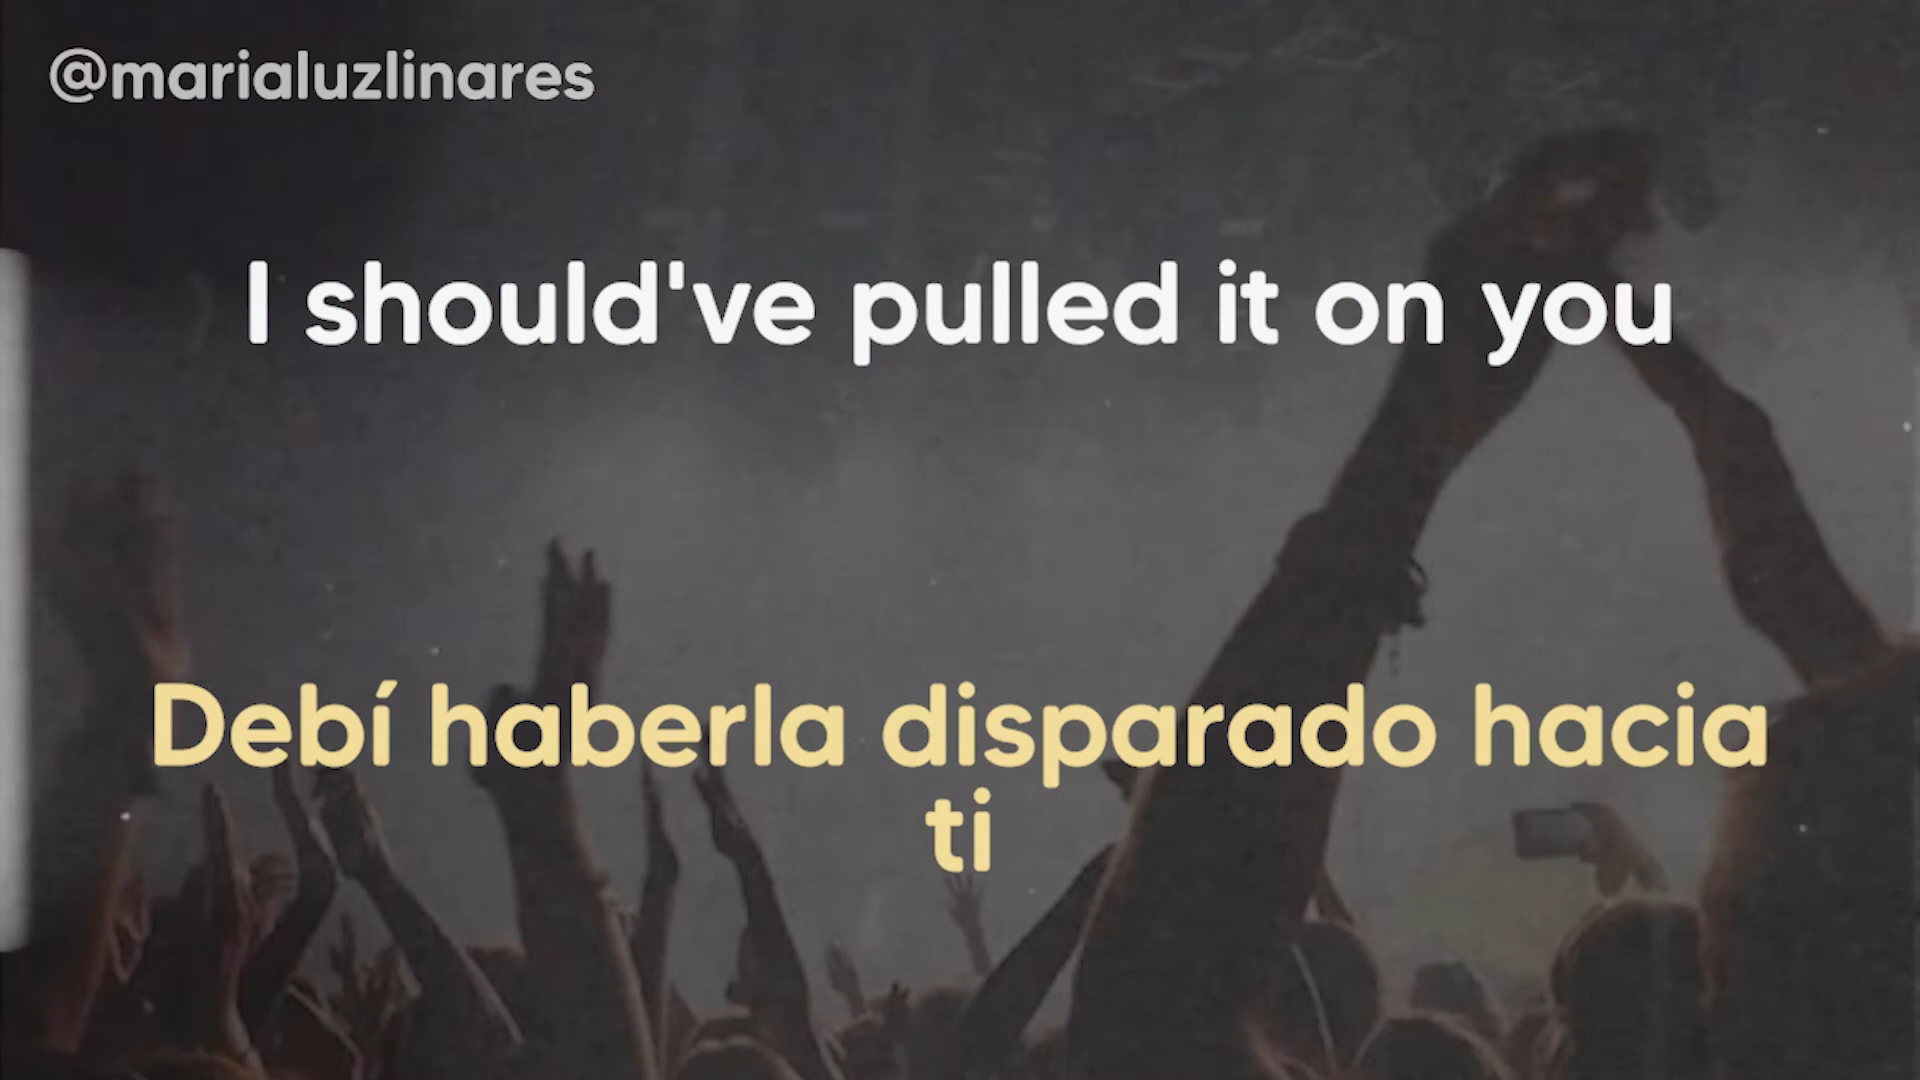 @marialuzlinares
I should've pulled it on you
Debí haberla disparado hacia
ti